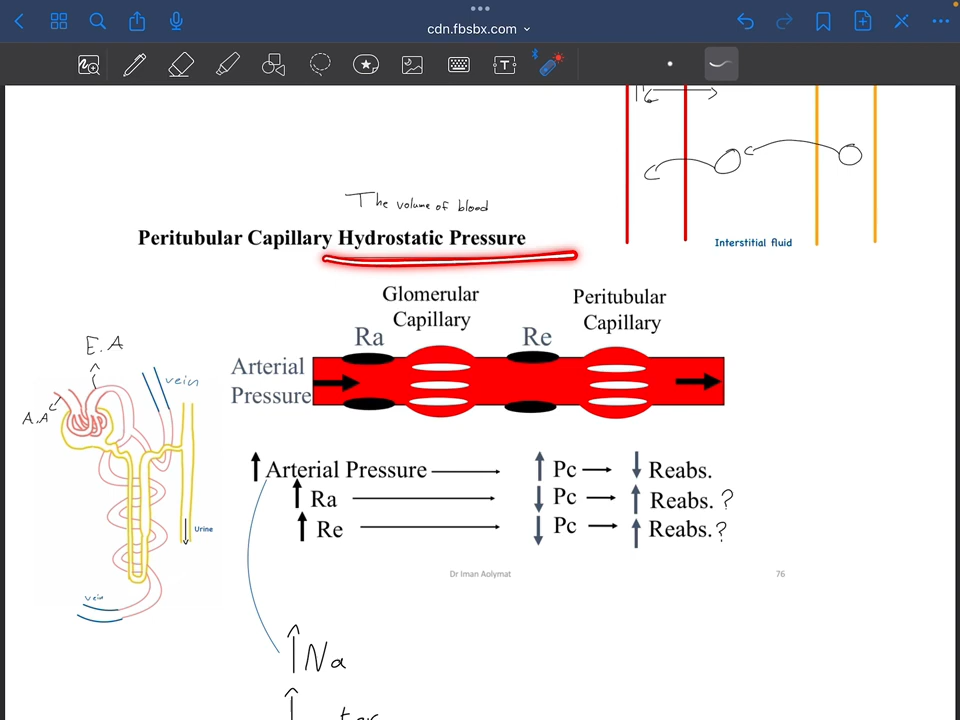 cdn.fbsbx.com
T
The volume of blood
Peritubular Capillary Hydrostatic Pressure
Interstitial fluid
Glomerular
Capillary
Peritubular
Capillary
Ra
Re
Arterial
Pressure
E.A
vein
A.A
Urine
vein
↑ Arterial Pressure → ↑ Pc → ↓ Reabs.
↑ Ra → ↓ Pc → ↑ Reabs. ?
↑ Re → ↓ Pc → ↑ Reabs. ?
Dr Iman Aolymat
76
↑ Na
↑